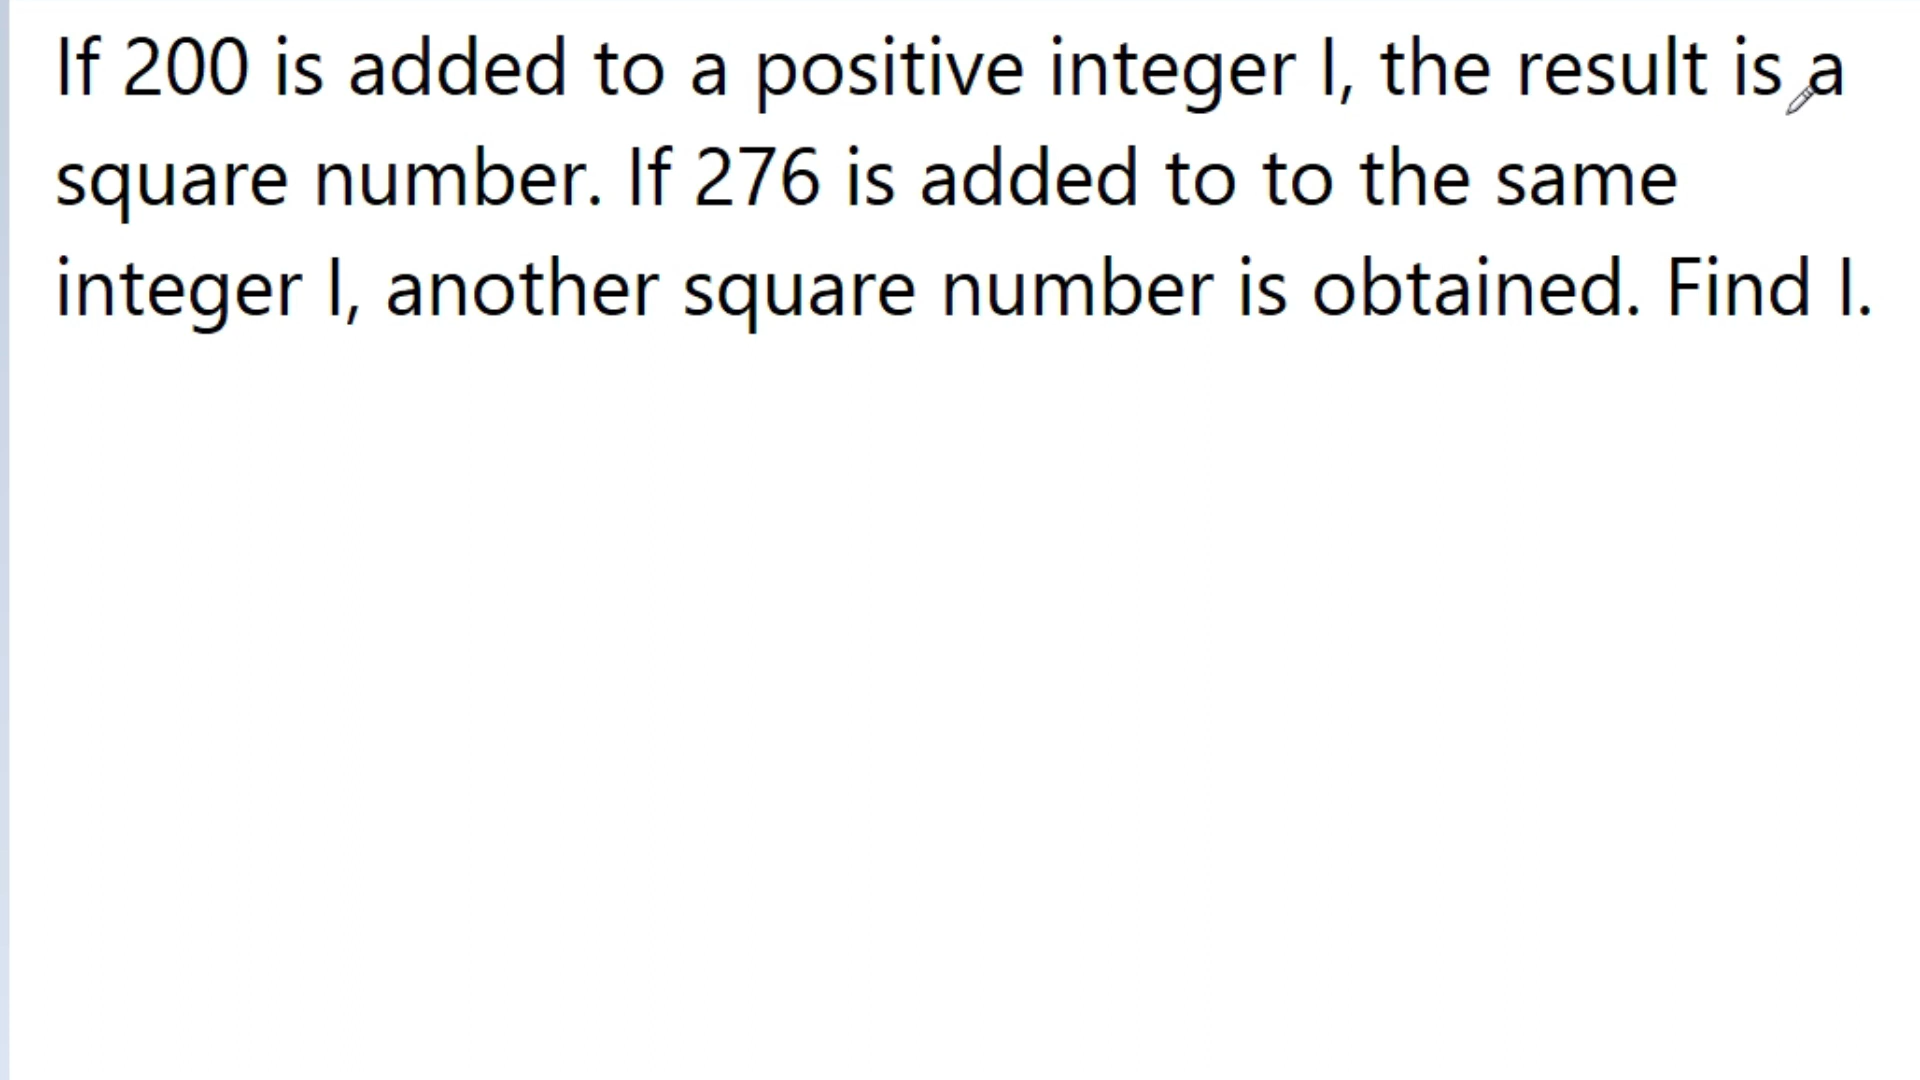 If 200 is added to a positive integer I, the result is a
square number. If 276 is added to to the same
integer I, another square number is obtained. Find I.